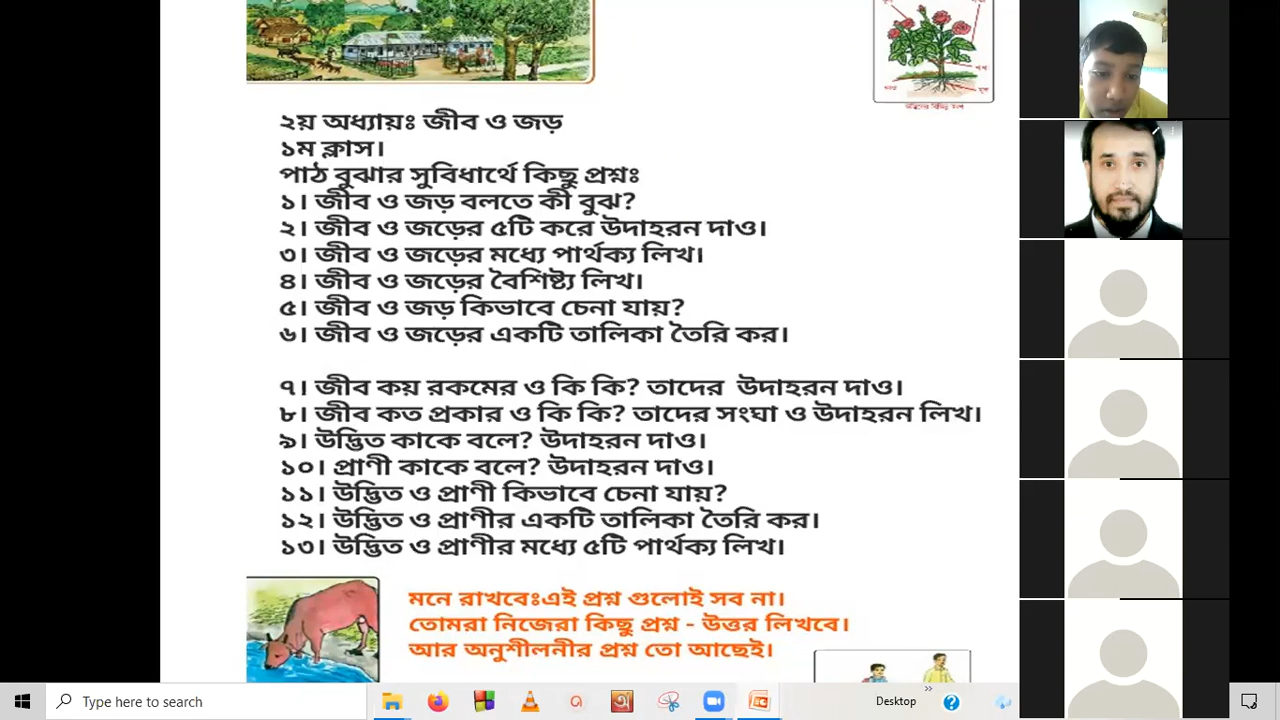 ২য় অধ্যায়ঃ জীব ও জড়
১ম ক্লাস।
পাঠ বুঝার সুবিধার্থে কিছু প্রশ্নঃ
১। জীব ও জড় বলতে কী বুঝ?
২। জীব ও জড়ের ৫টি করে উদাহরন দাও।
৩। জীব ও জড়ের মধ্যে পার্থক্য লিখ।
৪। জীব ও জড়ের বৈশিষ্ট্য লিখ।
৫। জীব ও জড় কিভাবে চেনা যায়?
৬। জীব ও জড়ের একটি তালিকা তৈরি কর।
৭। জীব কয় রকমের ও কি কি? তাদের উদাহরন দাও।
৮। জীব কত প্রকার ও কি কি? তাদের সংঘা ও উদাহরন লিখ।
৯। উদ্ভিত কাকে বলে? উদাহরন দাও।
১০। প্রাণী কাকে বলে? উদাহরন দাও।
১১। উদ্ভিত ও প্রাণী কিভাবে চেনা যায়?
১২। উদ্ভিত ও প্রাণীর একটি তালিকা তৈরি কর।
১৩। উদ্ভিত ও প্রাণীর মধ্যে ৫টি পার্থক্য লিখ।
মনে রাখবেঃএই প্রশ্ন গুলোই সব না।
তোমরা নিজেরা কিছু প্রশ্ন - উত্তর লিখবে।
আর অনুশীলনীর প্রশ্ন তো আছেই।
Type here to search
Desktop